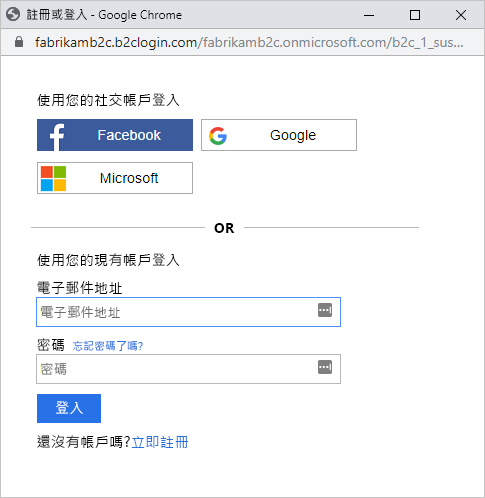 註冊或登入 - Google Chrome
fabrikamb2c.b2clogin.com/fabrikamb2c.onmicrosoft.com/b2c_1_sus...
使用您的社交帳戶登入
Facebook
Google
Microsoft
OR
使用您的現有帳戶登入
電子郵件地址
電子郵件地址
密碼 忘記密碼了嗎?
密碼
登入
還沒有帳戶嗎?立即註冊